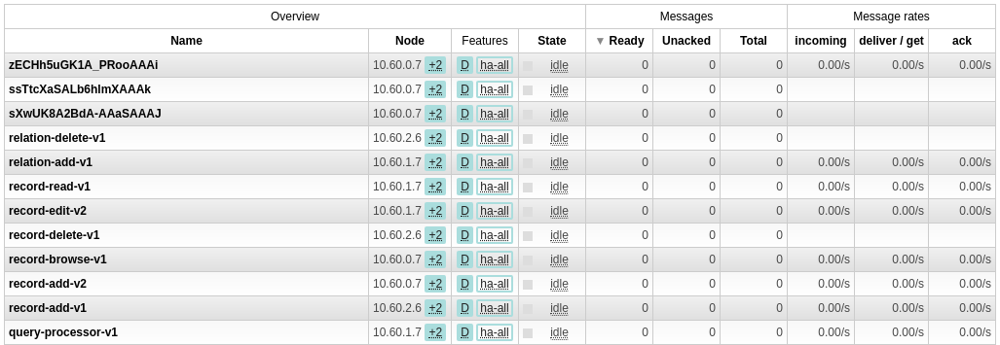 Overview Messages Message rates
Name Node Features State ▼ Ready Unacked Total incoming deliver / get ack
zECHh5uGK1A_PRooAAAi 10.60.0.7 +2 D ha-all idle 0 0 0 0.00/s 0.00/s 0.00/s
ssTtcXaSALb6hImXAAAk 10.60.0.7 +2 D ha-all idle 0 0 0
sXwUK8A2BdA-AAaSAAAJ 10.60.0.7 +2 D ha-all idle 0 0 0
relation-delete-v1 10.60.2.6 +2 D ha-all idle 0 0 0
relation-add-v1 10.60.1.7 +2 D ha-all idle 0 0 0 0.00/s 0.00/s 0.00/s
record-read-v1 10.60.1.7 +2 D ha-all idle 0 0 0 0.00/s 0.00/s 0.00/s
record-edit-v2 10.60.1.7 +2 D ha-all idle 0 0 0 0.00/s 0.00/s 0.00/s
record-delete-v1 10.60.2.6 +2 D ha-all idle 0 0 0
record-browse-v1 10.60.0.7 +2 D ha-all idle 0 0 0 0.00/s 0.00/s 0.00/s
record-add-v2 10.60.0.7 +2 D ha-all idle 0 0 0 0.00/s 0.00/s 0.00/s
record-add-v1 10.60.2.6 +2 D ha-all idle 0 0 0 0.00/s 0.00/s 0.00/s
query-processor-v1 10.60.1.7 +2 D ha-all idle 0 0 0 0.00/s 0.00/s 0.00/s